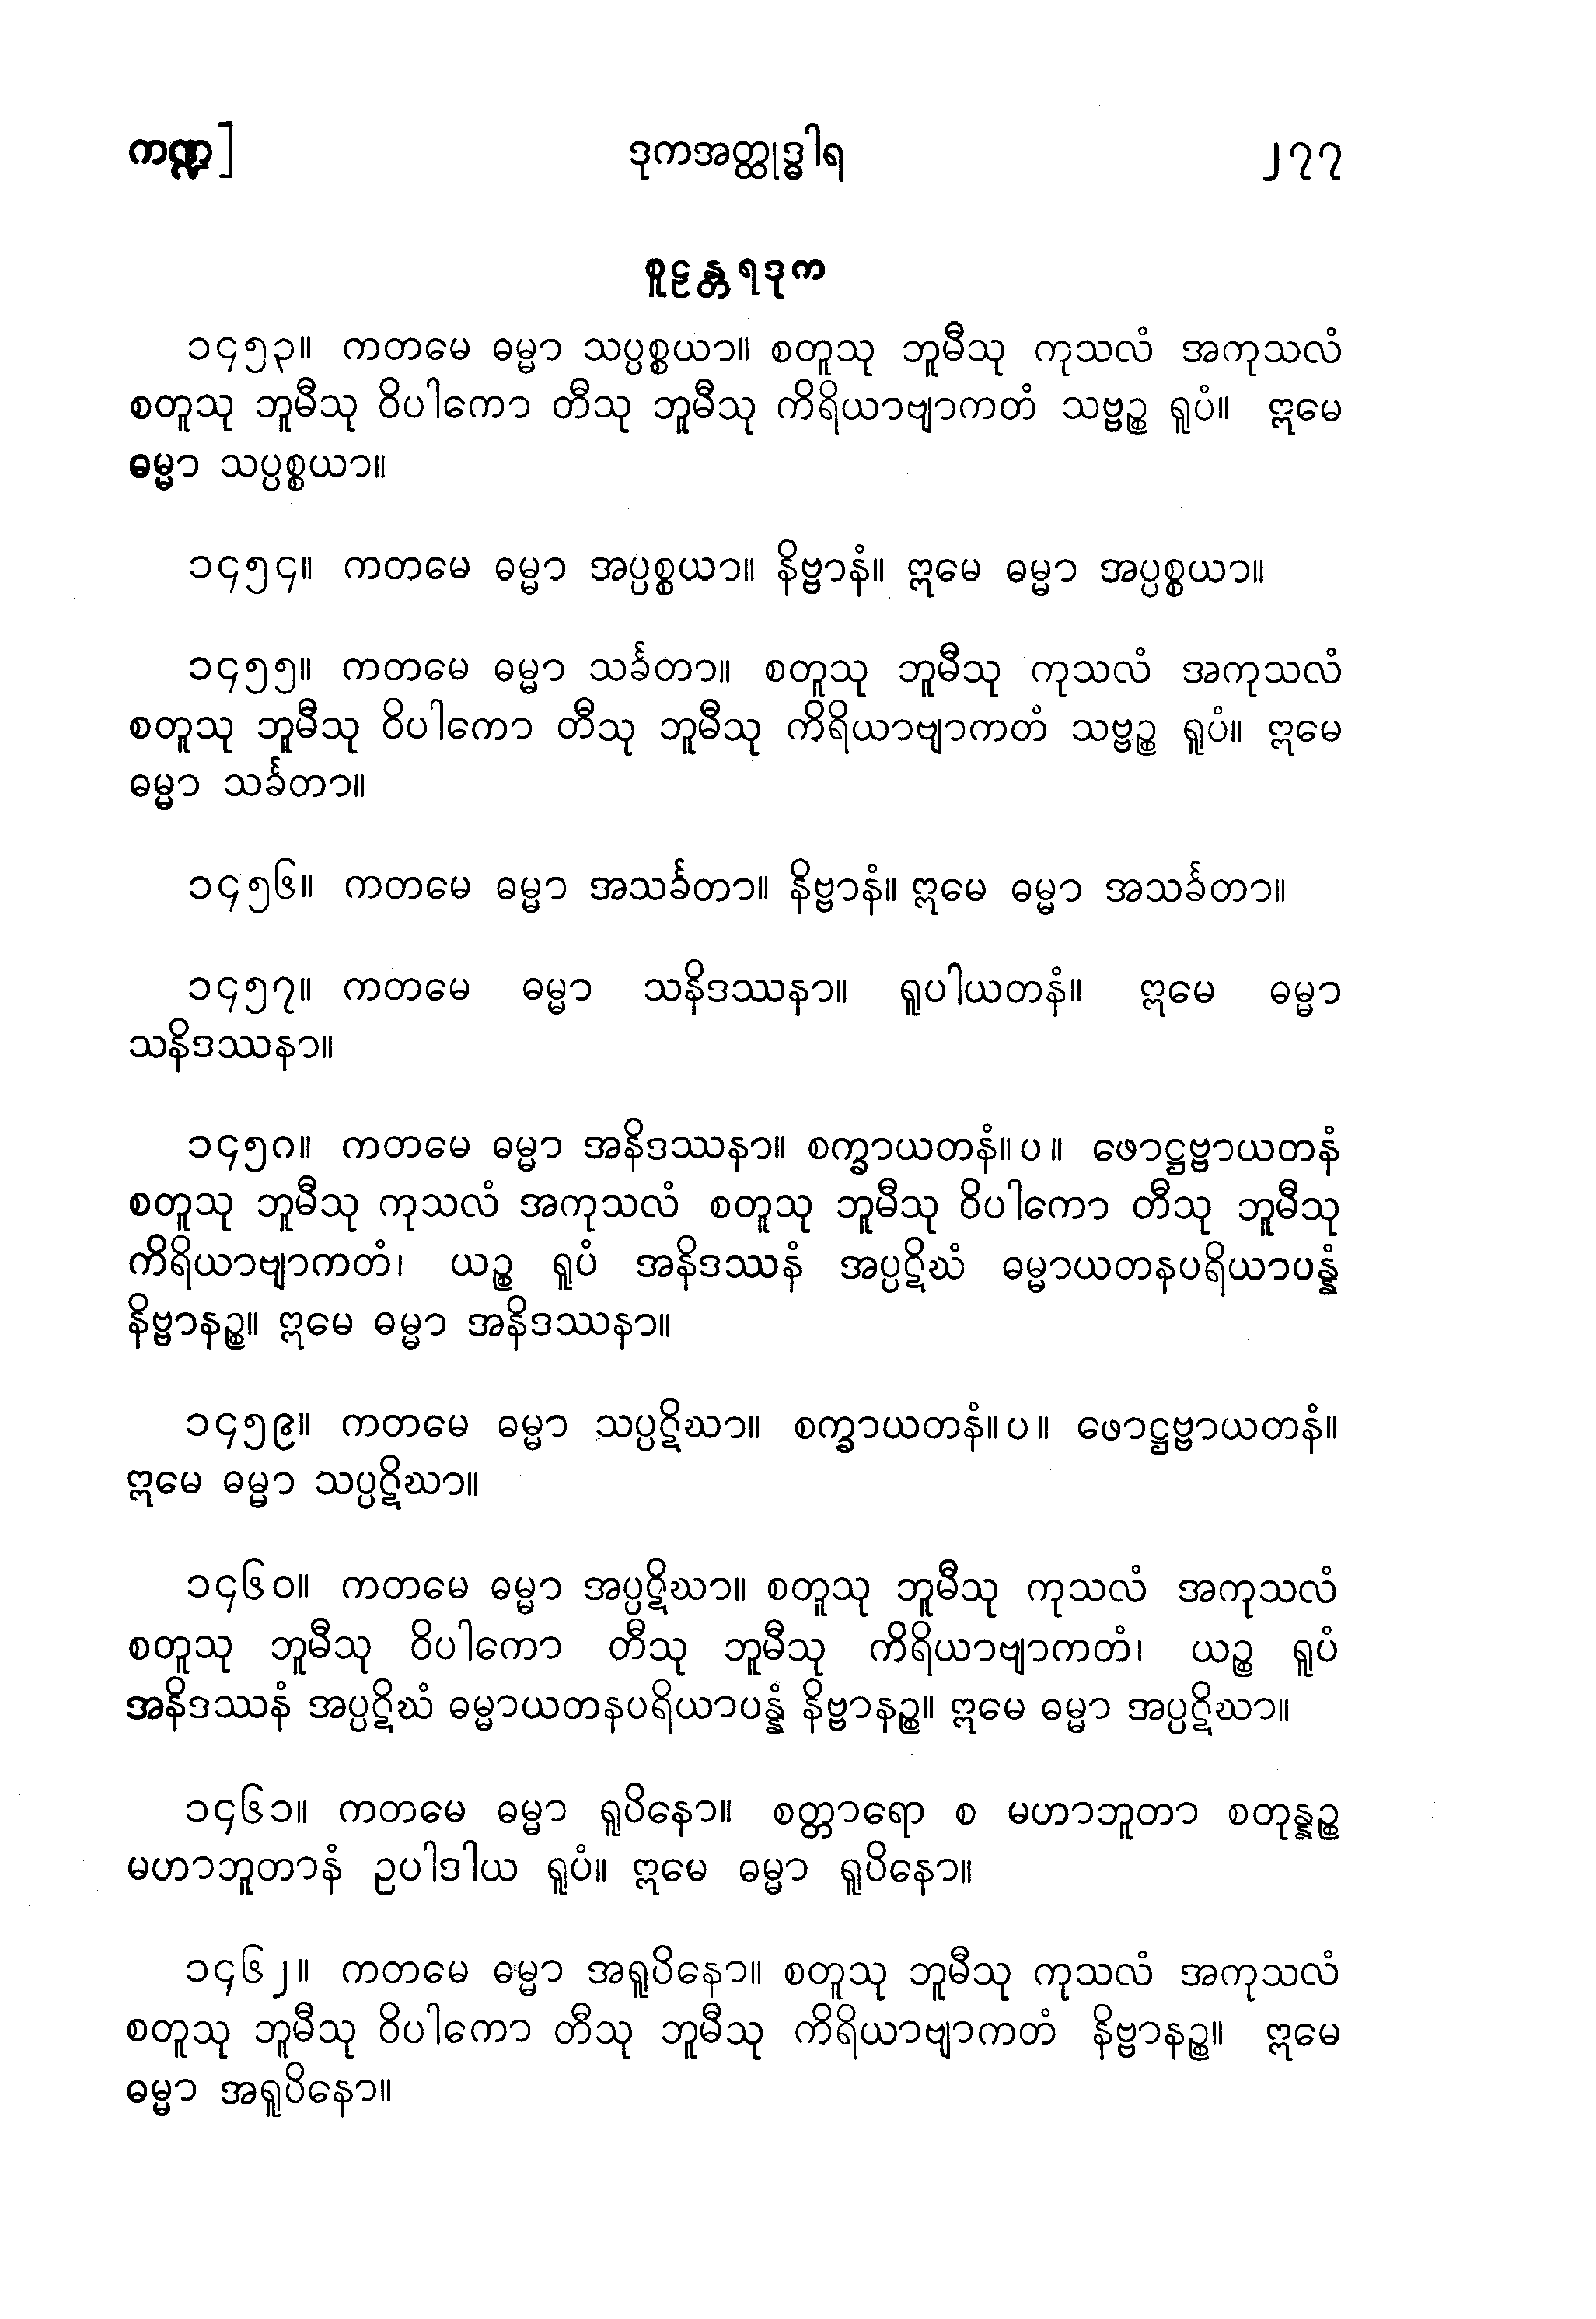 ကဏ္ဍ]
ဒုကအတ္ထုဒ္ဓါရ
၂၇၇
စူဠန္တရဒုက
၁၄၅၃။ ကတမေ ဓမ္မာ သပ္ပစ္စယာ။ စတူသု ဘူမီသု ကုသလံ အကုသလံ
စတူသု ဘူမီသု ဝိပါကော တီသု ဘူမီသု ကိရိယာဗျာကတံ သဗ္ဗဉ္စ ရူပံ။ ဣမေ
ဓမ္မာ သပ္ပစ္စယာ။
၁၄၅၄။ ကတမေ ဓမ္မာ အပ္ပစ္စယာ။ နိဗ္ဗာနံ။ ဣမေ ဓမ္မာ အပ္ပစ္စယာ။
၁၄၅၅။ ကတမေ ဓမ္မာ သင်္ခတာ။ စတူသု ဘူမီသု ကုသလံ အကုသလံ
စတူသု ဘူမီသု ဝိပါကော တီသု ဘူမီသု ကိရိယာဗျာကတံ သဗ္ဗဉ္စ ရူပံ။ ဣမေ
ဓမ္မာ သင်္ခတာ။
၁၄၅၆။ ကတမေ ဓမ္မာ အသင်္ခတာ။ နိဗ္ဗာနံ။ ဣမေ ဓမ္မာ အသင်္ခတာ။
၁၄၅၇။ ကတမေ ဓမ္မာ သနိဒဿနာ။ ရူပါယတနံ။ ဣမေ ဓမ္မာ
သနိဒဿနာ။
၁၄၅၈။ ကတမေ ဓမ္မာ အနိဒဿနာ။ စက္ခာယတနံ။ပ။ ဖောဋ္ဌဗ္ဗာယတနံ
စတူသု ဘူမီသု ကုသလံ အကုသလံ စတူသု ဘူမီသု ဝိပါကော တီသု ဘူမီသု
ကိရိယာဗျာကတံ၊ ယဉ္စ ရူပံ အနိဒဿနံ အပ္ပဋိဃံ ဓမ္မာယတနပရိယာပန္နံ
နိဗ္ဗာနဉ္စ။ ဣမေ ဓမ္မာ အနိဒဿနာ။
၁၄၅၉။ ကတမေ ဓမ္မာ သပ္ပဋိဃာ။ စက္ခာယတနံ။ပ။ ဖောဋ္ဌဗ္ဗာယတနံ။
ဣမေ ဓမ္မာ သပ္ပဋိဃာ။
၁၄၆၀။ ကတမေ ဓမ္မာ အပ္ပဋိဃာ။ စတူသု ဘူမီသု ကုသလံ အကုသလံ
စတူသု ဘူမီသု ဝိပါကော တီသု ဘူမီသု ကိရိယာဗျာကတံ၊ ယဉ္စ ရူပံ
အနိဒဿနံ အပ္ပဋိဃံ ဓမ္မာယတနပရိယာပန္နံ နိဗ္ဗာနဉ္စ။ ဣမေ ဓမ္မာ အပ္ပဋိဃာ။
၁၄၆၁။ ကတမေ ဓမ္မာ ရူပိနော။ စတ္တာရော စ မဟာဘူတာ စတုန္နဉ္စ
မဟာဘူတာနံ ဥပါဒါယ ရူပံ။ ဣမေ ဓမ္မာ ရူပိနော။
၁၄၆၂။ ကတမေ ဓမ္မာ အရူပိနော။ စတူသု ဘူမီသု ကုသလံ အကုသလံ
စတူသု ဘူမီသု ဝိပါကော တီသု ဘူမီသု ကိရိယာဗျာကတံ နိဗ္ဗာနဉ္စ။ ဣမေ
ဓမ္မာ အရူပိနော။